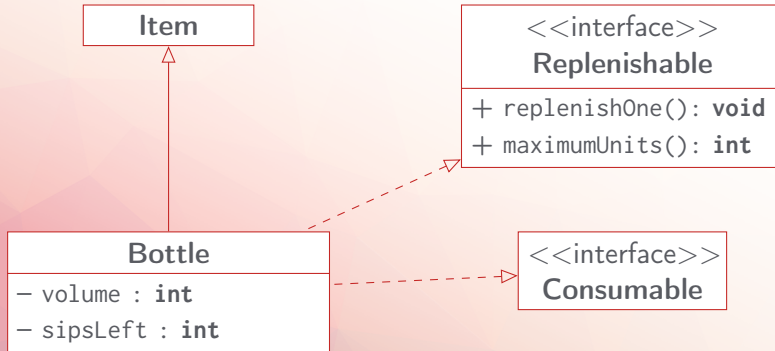 Item
<<interface>>
Replenishable
+ replenishOne(): void
+ maximumUnits(): int
Bottle
− volume : int
− sipsLeft : int
<<interface>>
Consumable